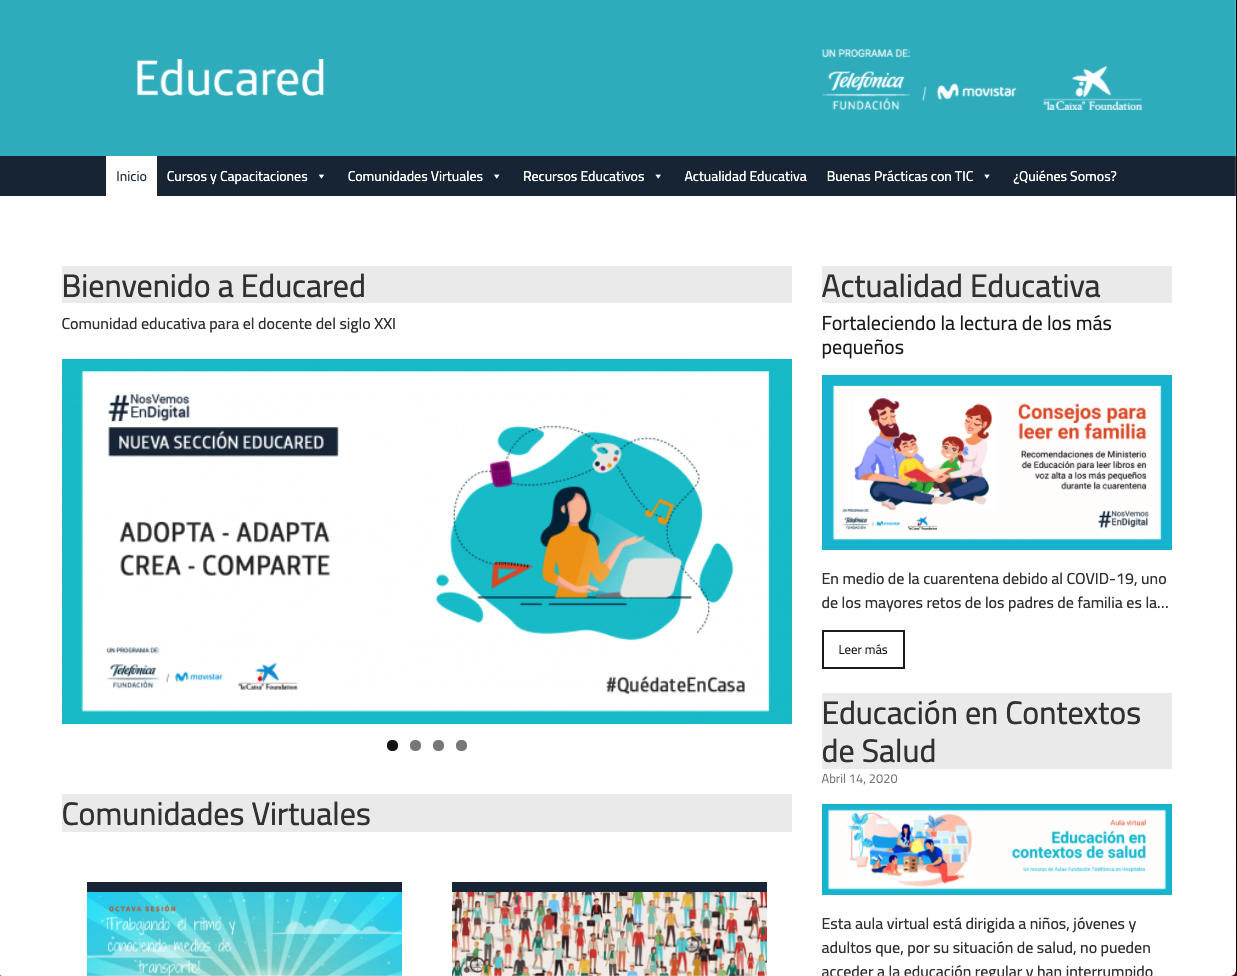 Educared
UN PROGRAMA DE:
Telefónica
FUNDACIÓN
movistar
"la Caixa" Foundation
Inicio
Cursos y Capacitaciones
Comunidades Virtuales
Recursos Educativos
Actualidad Educativa
Buenas Prácticas con TIC
¿Quiénes Somos?
Bienvenido a Educared
Comunidad educativa para el docente del siglo XXI
#NosVemos
EnDigital
NUEVA SECCIÓN EDUCARED
ADOPTA - ADAPTA
CREA - COMPARTE
UN PROGRAMA DE:
Telefónica
FUNDACIÓN
movistar
"la Caixa" Foundation
#QuédateEnCasa
Comunidades Virtuales
OCTAVA SESIÓN
¡Trabajando el ritmo y
conociendo medios de
transporte!
Actualidad Educativa
Fortaleciendo la lectura de los más
pequeños
Consejos para
leer en familia
Recomendaciones de Ministerio
de Educación para leer libros en
voz alta a los más pequeños
durante la cuarentena
UN PROGRAMA DE:
Telefónica
FUNDACIÓN
movistar
"la Caixa" Foundation
#NosVemos
EnDigital
En medio de la cuarentena debido al COVID-19, uno
de los mayores retos de los padres de familia es la...
Leer más
Educación en Contextos
de Salud
Abril 14, 2020
Aula virtual
Educación en
contextos de salud
Un recurso de Aulas Fundación Telefónica en Hospitales
Esta aula virtual está dirigida a niños, jóvenes y
adultos que, por su situación de salud, no pueden
acceder a la educación regular y han interrumpido